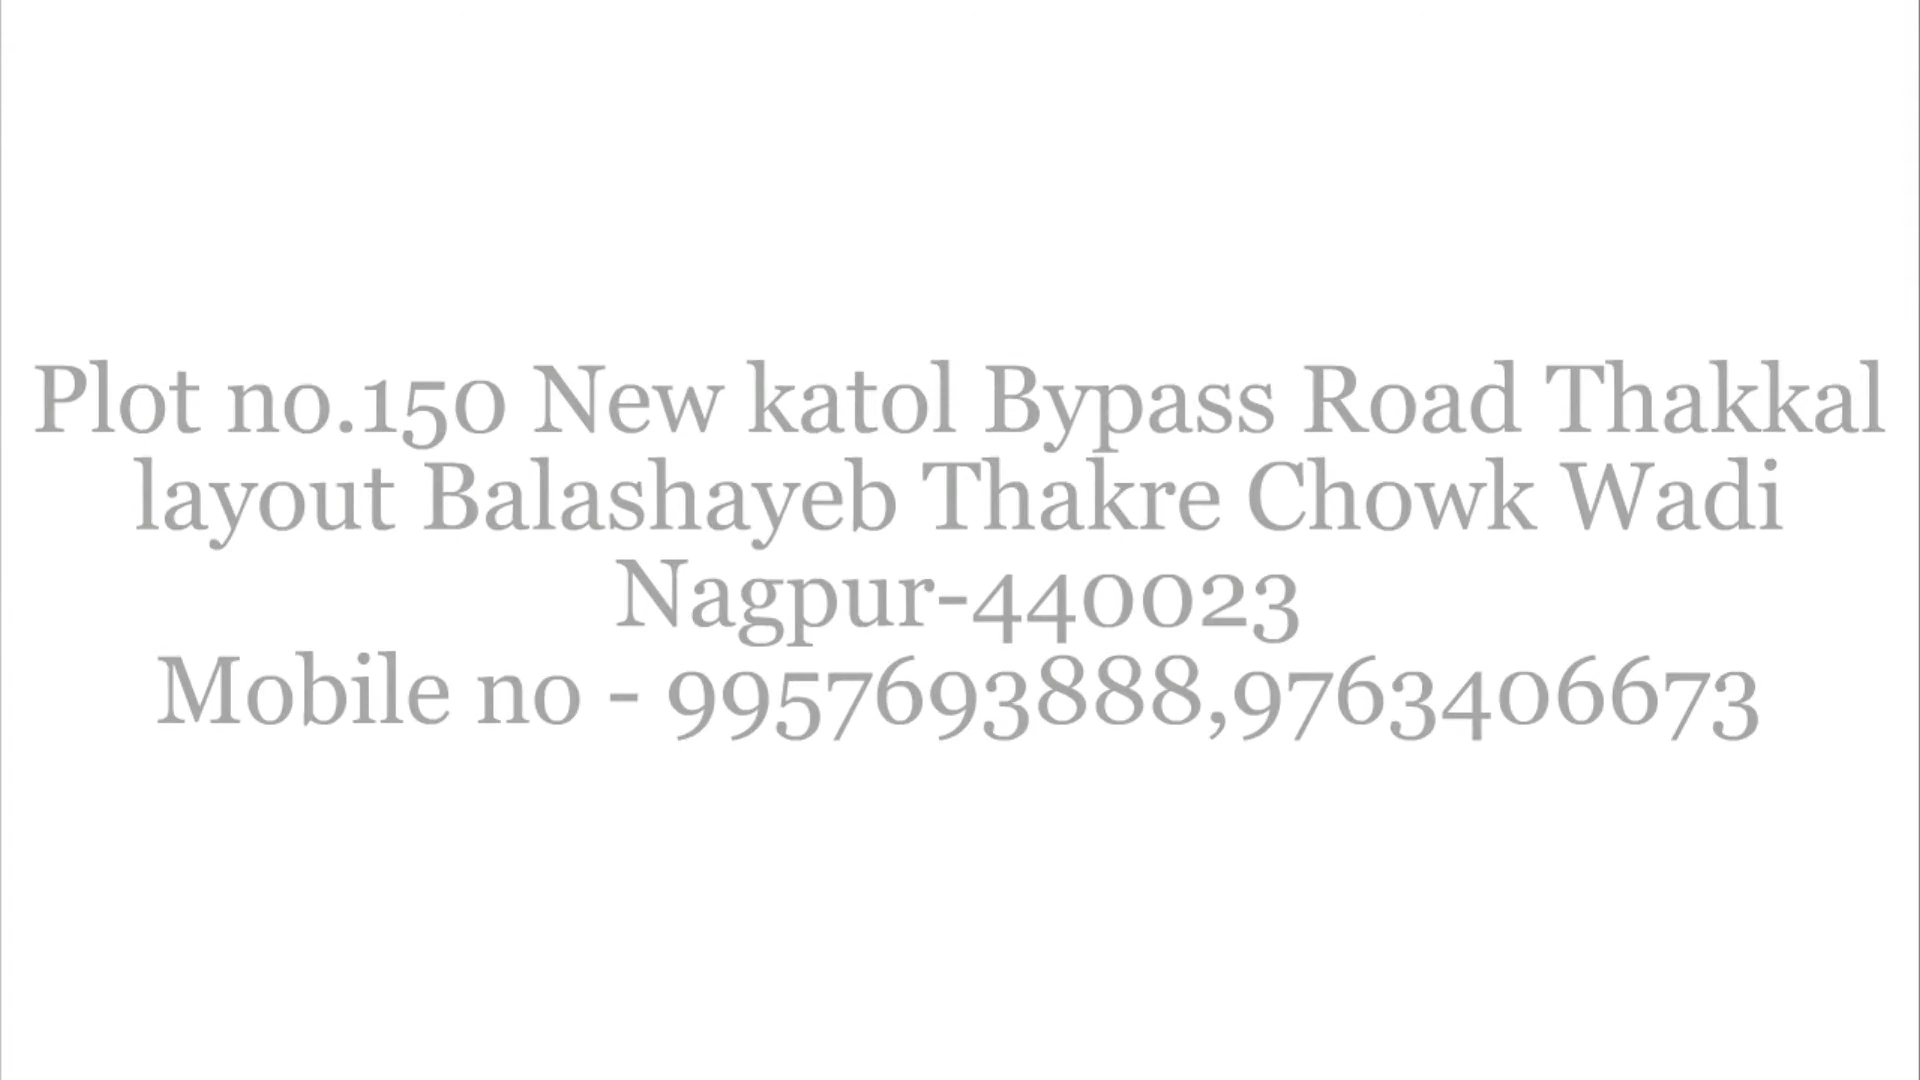 Plot no.150 New katol Bypass Road Thakkal
layout Balashayeb Thakre Chowk Wadi
Nagpur-440023
Mobile no - 9957693888,9763406673